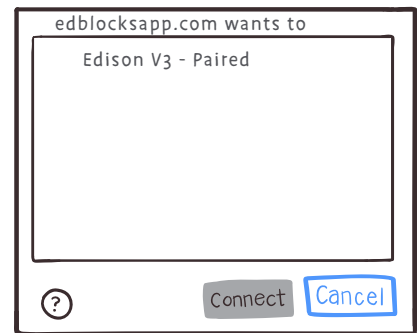 edblocksapp.com wants to
Edison V3 - Paired
?
Connect
Cancel